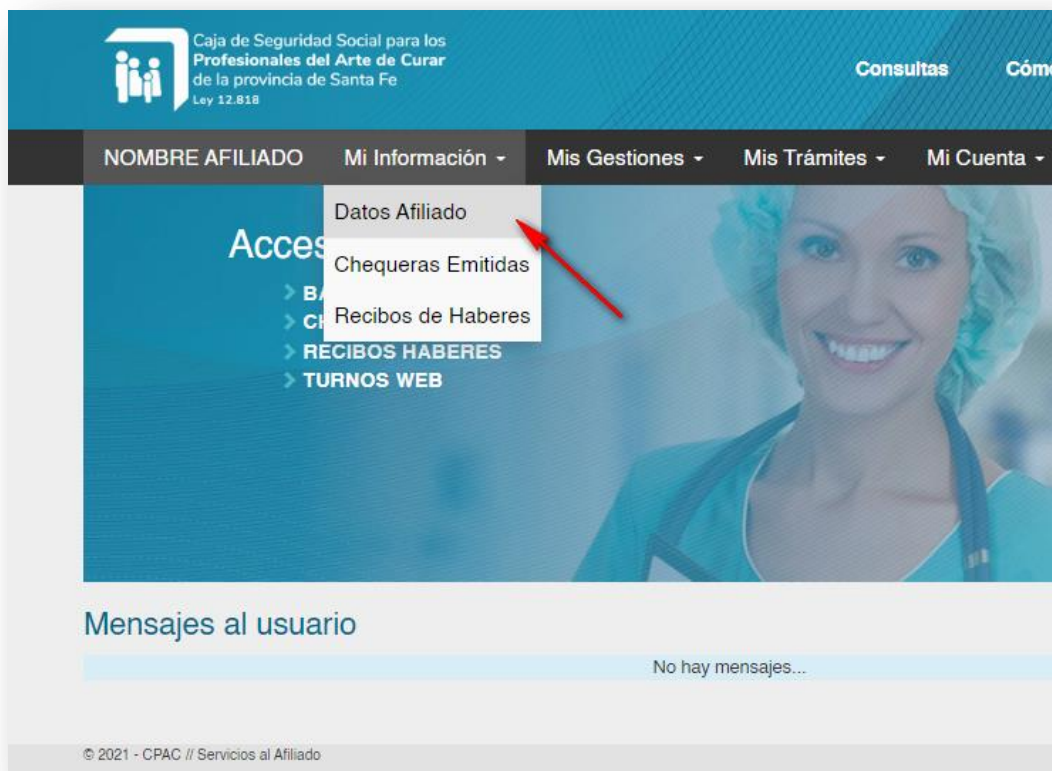 Caja de Seguridad Social para los
Profesionales del Arte de Curar
de la provincia de Santa Fe
Ley 12.818
Consultas
NOMBRE AFILIADO Mi Información Mis Gestiones Mis Trámites Mi Cuenta
Datos Afiliado
Chequeras Emitidas
Recibos de Haberes
RECIBOS HABERES
TURNOS WEB
Mensajes al usuario
No hay mensajes...
© 2021 - CPAC // Servicios al Afiliado